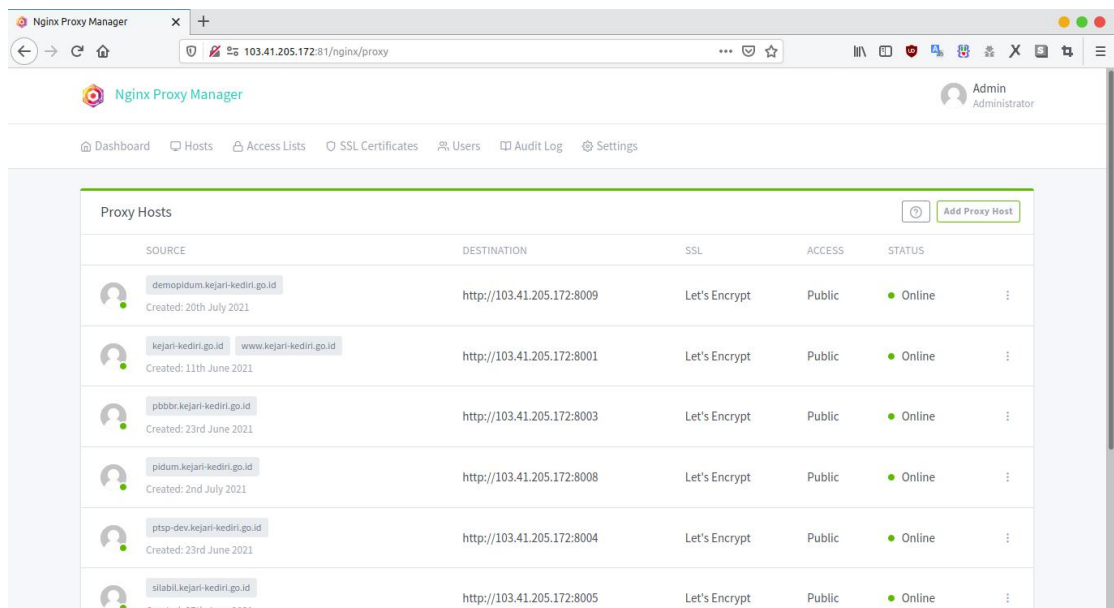 Nginx Proxy Manager
103.41.205.172:81/nginx/proxy
Nginx Proxy Manager
Admin
Administrator
Dashboard Hosts Access Lists SSL Certificates Users Audit Log Settings
Proxy Hosts Add Proxy Host
SOURCE DESTINATION SSL ACCESS STATUS
demopidum.kejari-kediri.go.id
Created: 20th July 2021
http://103.41.205.172:8009 Let's Encrypt Public Online
kejari-kediri.go.id www.kejari-kediri.go.id
Created: 11th June 2021
http://103.41.205.172:8001 Let's Encrypt Public Online
pbbbr.kejari-kediri.go.id
Created: 23rd June 2021
http://103.41.205.172:8003 Let's Encrypt Public Online
pidum.kejari-kediri.go.id
Created: 2nd July 2021
http://103.41.205.172:8008 Let's Encrypt Public Online
ptsp-dev.kejari-kediri.go.id
Created: 23rd June 2021
http://103.41.205.172:8004 Let's Encrypt Public Online
silabil.kejari-kediri.go.id
http://103.41.205.172:8005 Let's Encrypt Public Online